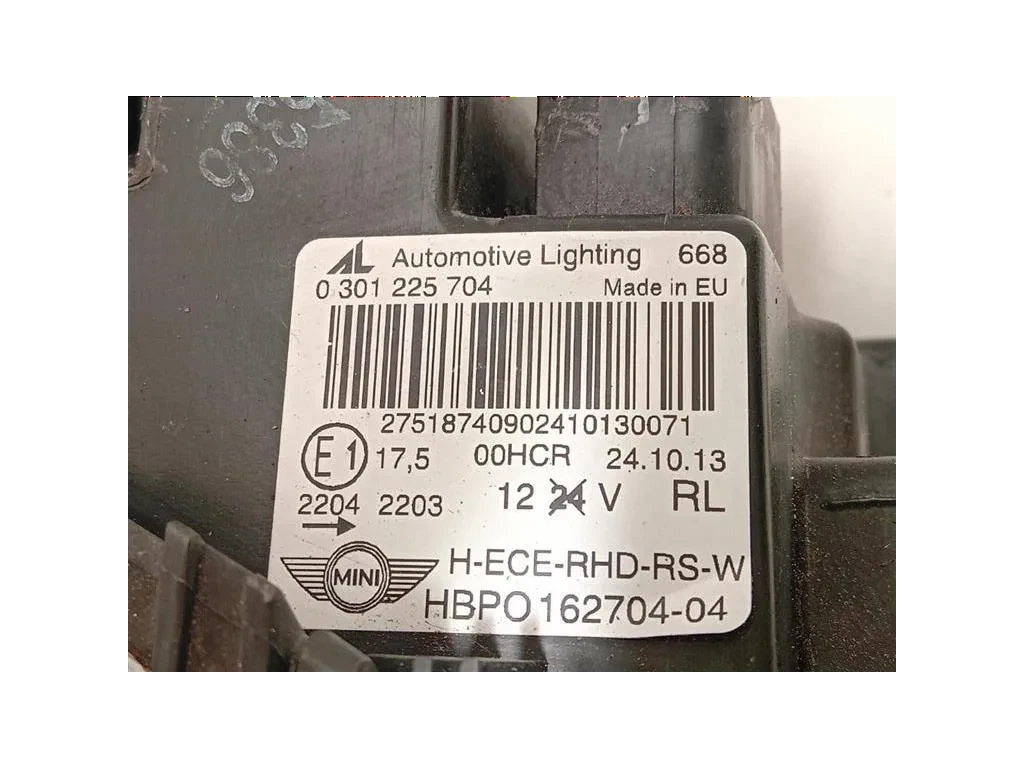 AL Automotive Lighting 668
0 301 225 704 Made in EU
27518740902410130071
E1 17,5 00HCR 24.10.13
2204 2203 12 24 V RL
MINI H-ECE-RHD-RS-W
HBPO162704-04